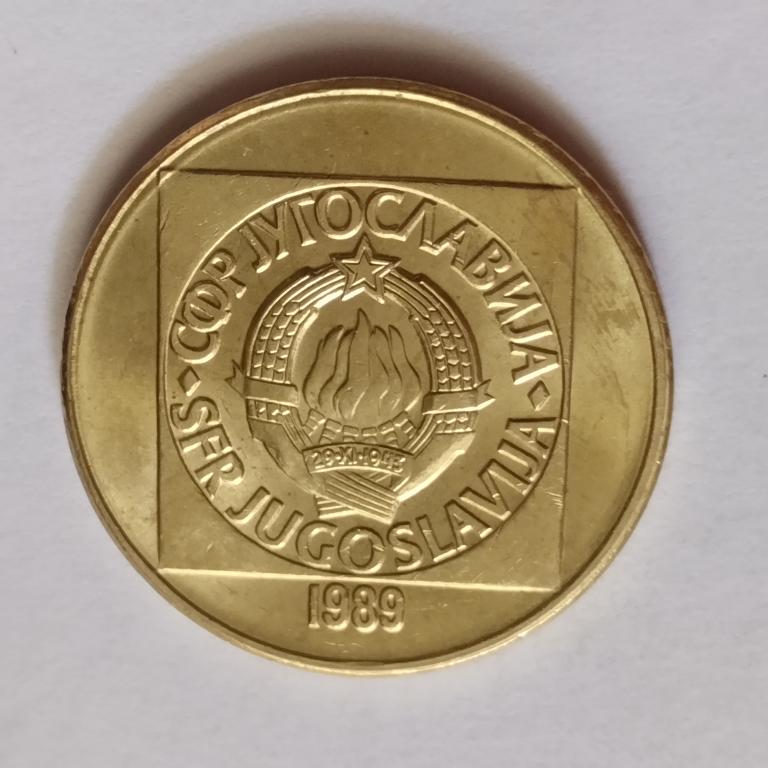 СФР ЈУГОСЛАВИЈА
SFR JUGOSLAVIJA
29·XI·1943
1989